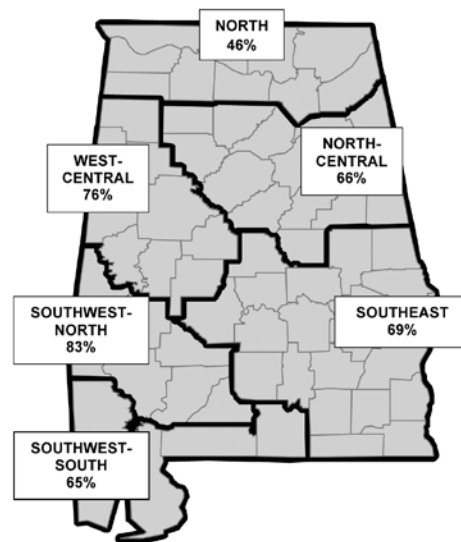 NORTH
46%
NORTH-
CENTRAL
66%
WEST-
CENTRAL
76%
SOUTHWEST-
NORTH
83%
SOUTHEAST
69%
SOUTHWEST-
SOUTH
65%